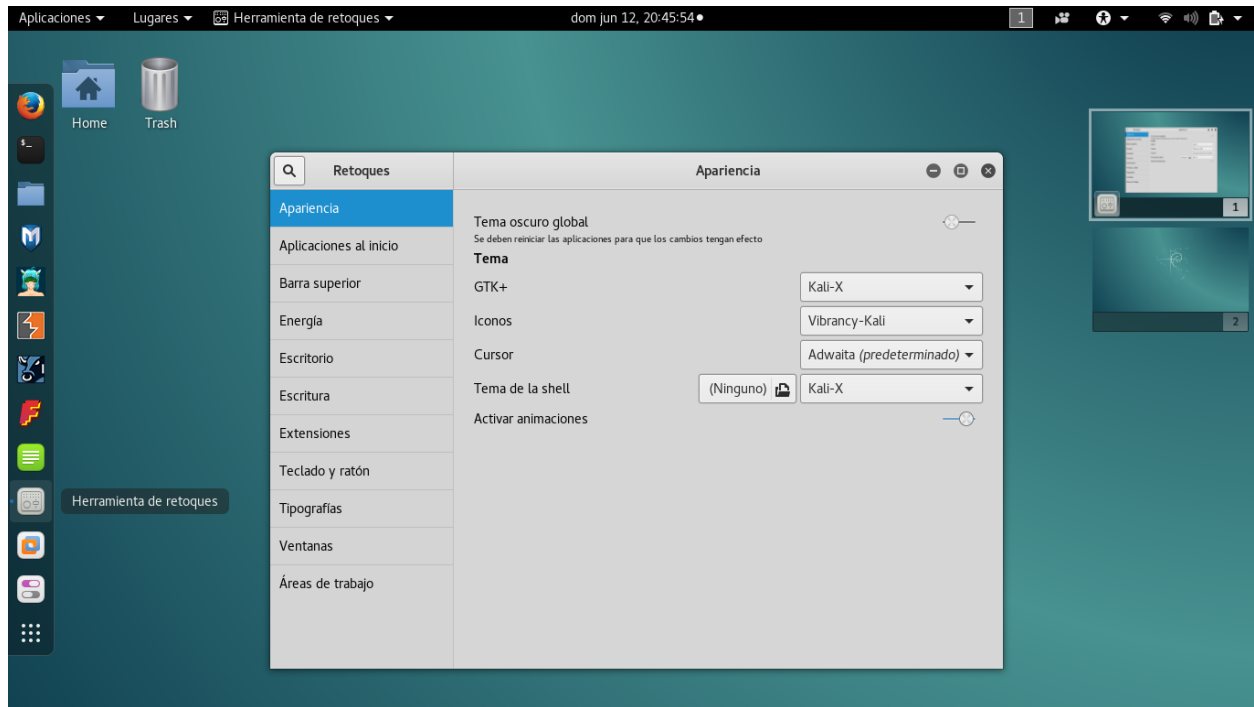 Aplicaciones Lugares Herramienta de retoques dom jun 12, 20:45:54 1
Home Trash
$_
Retoques Apariencia
Apariencia
Aplicaciones al inicio
Barra superior
Energía
Escritorio
Escritura
Extensiones
Teclado y ratón
Tipografías
Ventanas
Áreas de trabajo
Tema oscuro global
Se deben reiniciar las aplicaciones para que los cambios tengan efecto
Tema
GTK+ Kali-X
Iconos Vibrancy-Kali
Cursor Adwaita (predeterminado)
Tema de la shell (Ninguno) Kali-X
Activar animaciones
Herramienta de retoques
1
2